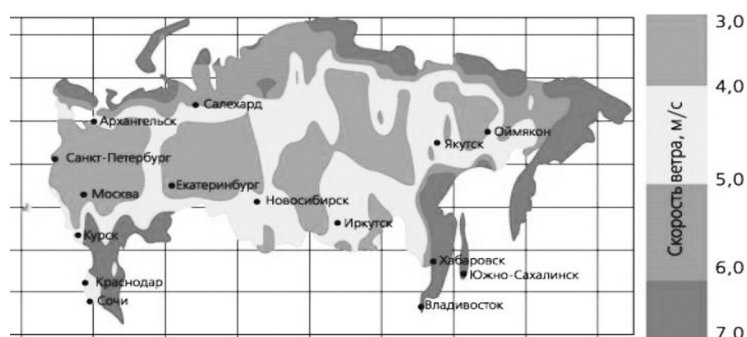 Салехард
Архангельск
Оймякон
Якутск
Санкт-Петербург
Екатеринбург
Москва
Новосибирск
Иркутск
Курск
Хабаровск
Южно-Сахалинск
Краснодар
Сочи
Владивосток
Скорость ветра, м/с
3,0
4,0
5,0
6,0
7,0